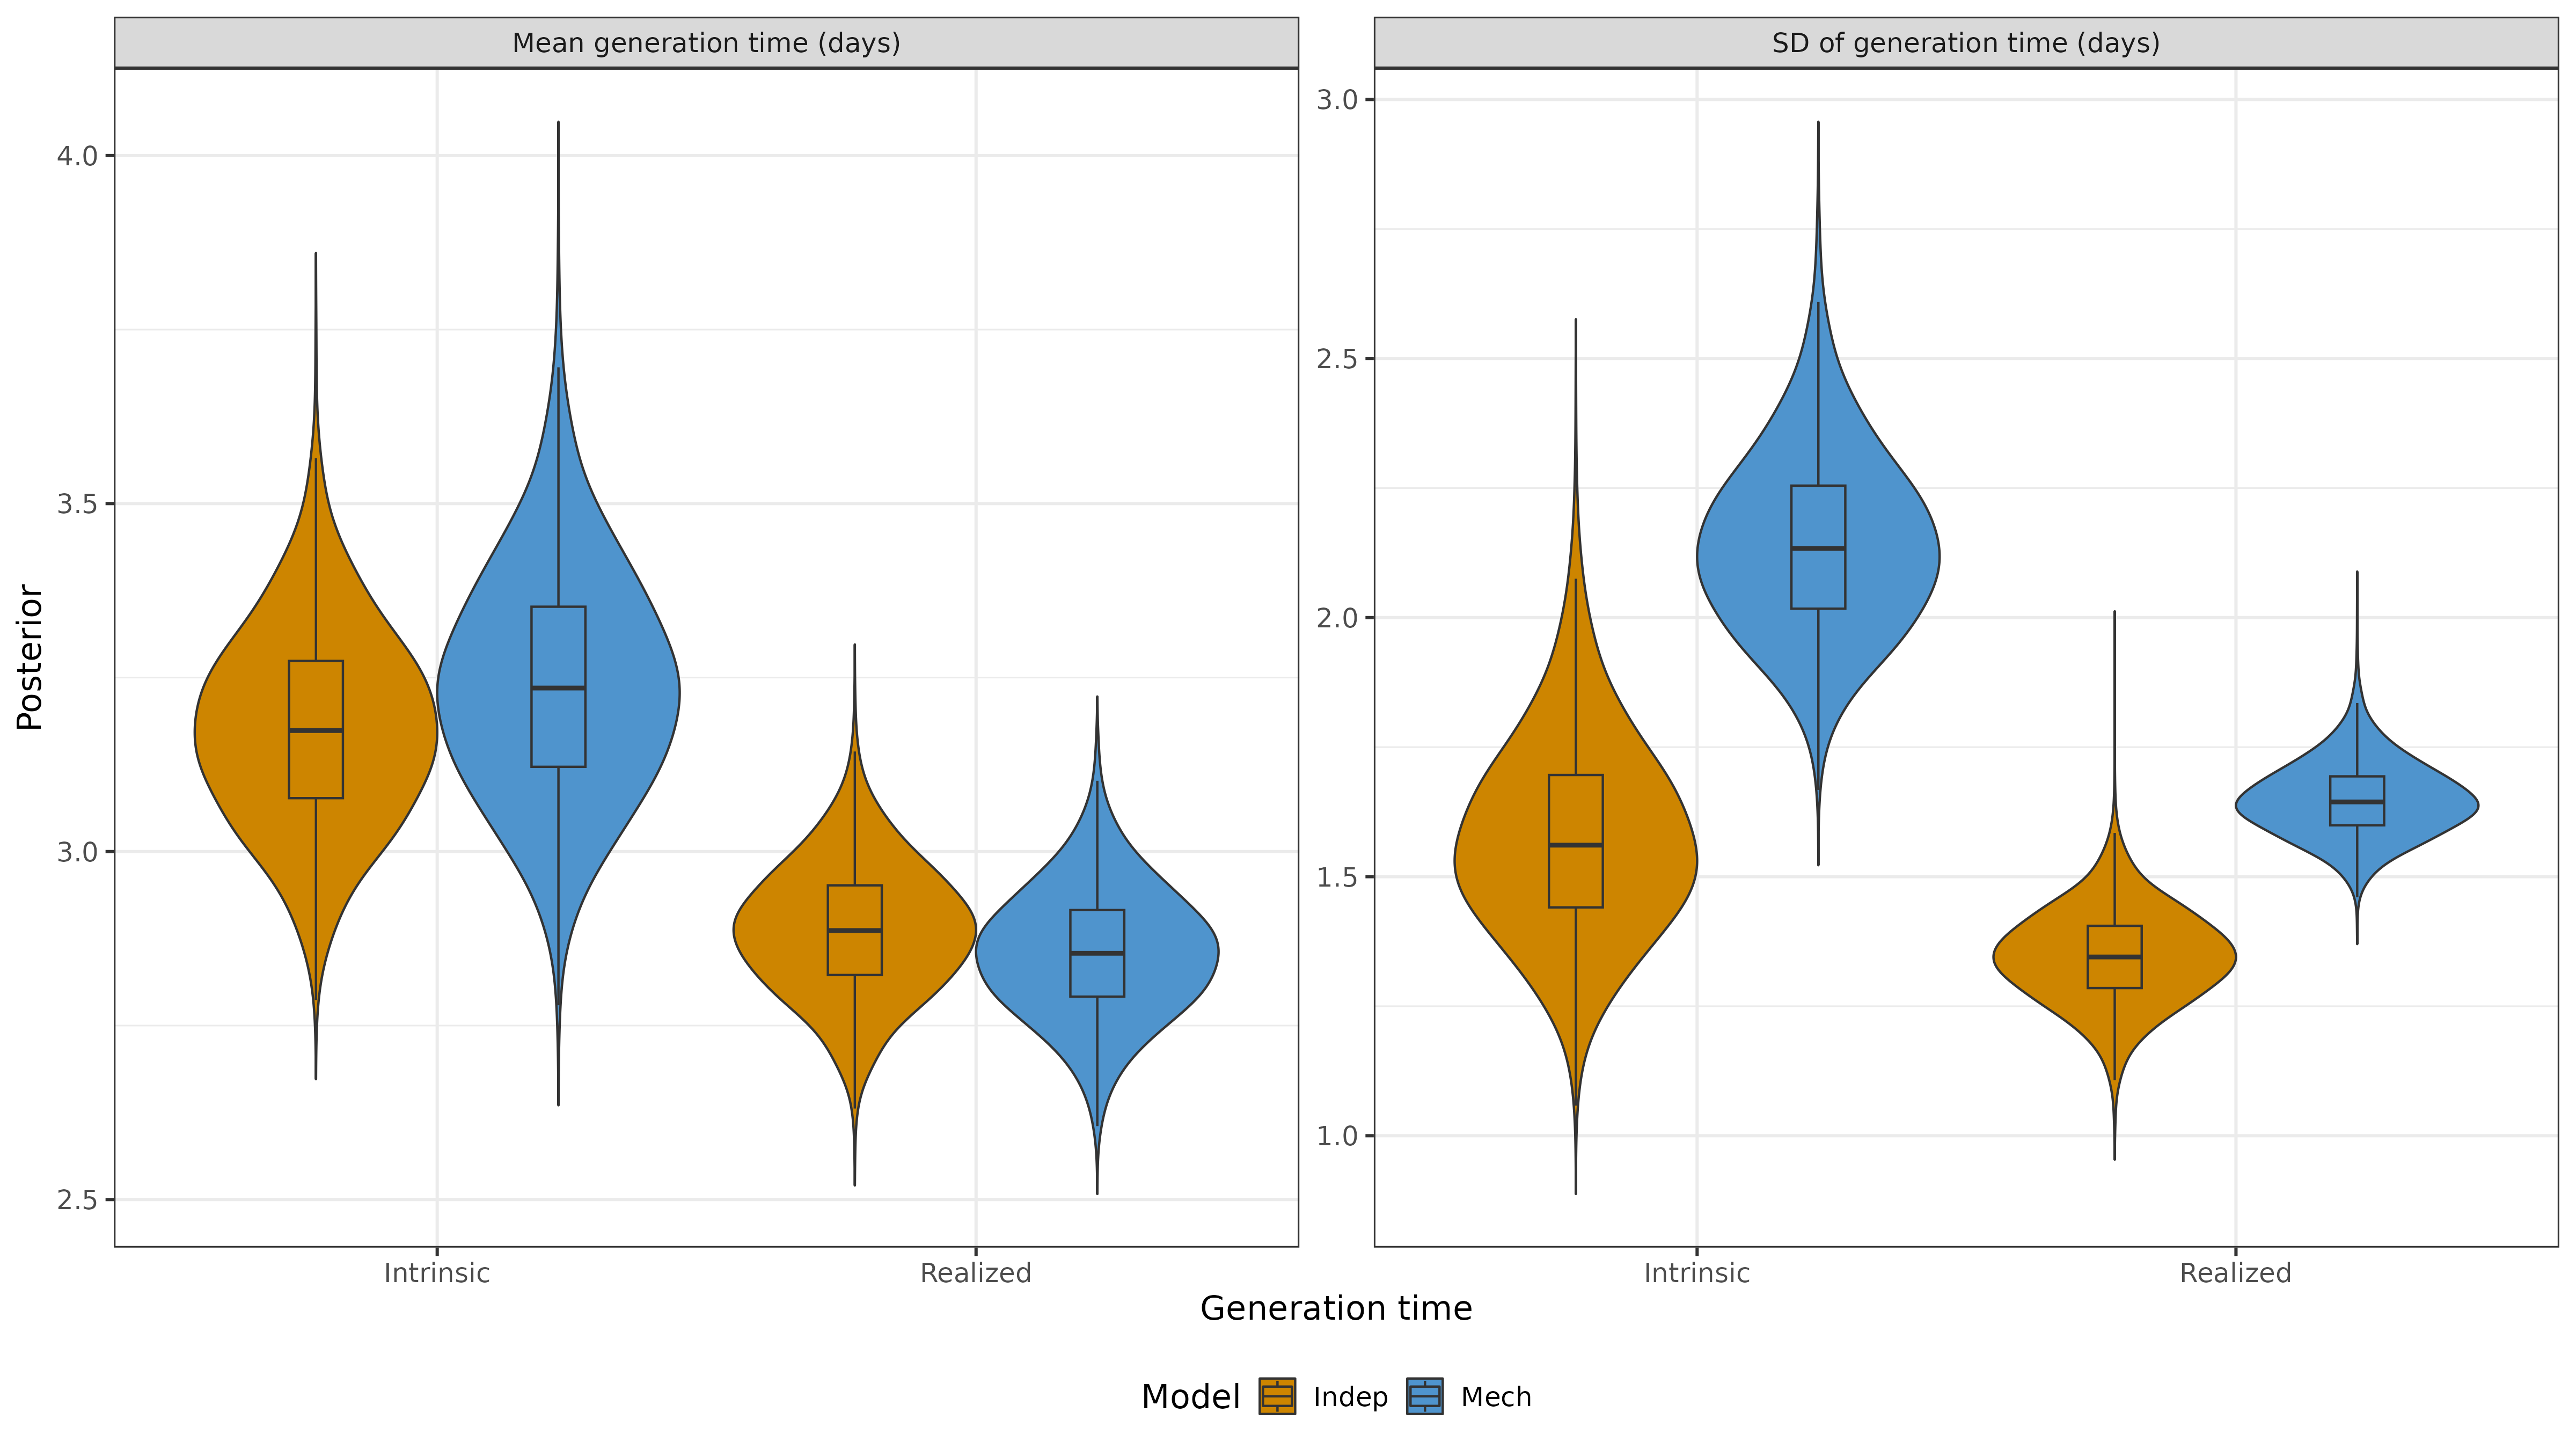 Mean generation time (days)
SD of generation time (days)
Posterior
4.0
3.5
3.0
2.5
3.0
2.5
2.0
1.5
1.0
Intrinsic
Realized
Intrinsic
Realized
Generation time
Model Indep Mech